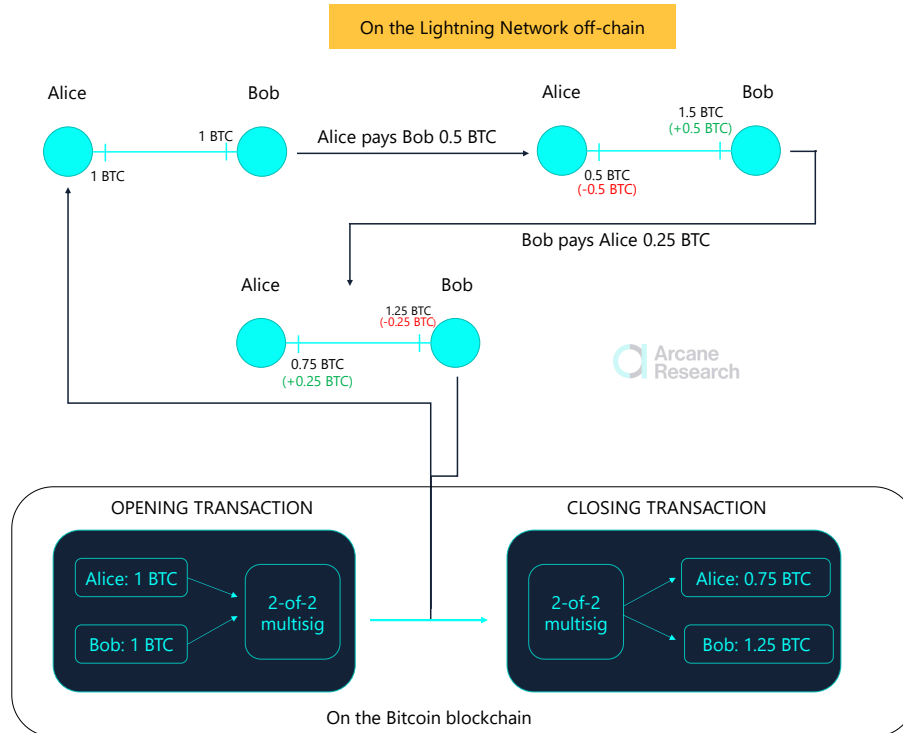 On the Lightning Network off-chain
Alice
Bob
1 BTC
1 BTC
Alice pays Bob 0.5 BTC
Alice
Bob
1.5 BTC
(+0.5 BTC)
0.5 BTC
(-0.5 BTC)
Bob pays Alice 0.25 BTC
Alice
Bob
1.25 BTC
(-0.25 BTC)
0.75 BTC
(+0.25 BTC)
Arcane
Research
OPENING TRANSACTION
Alice: 1 BTC
Bob: 1 BTC
2-of-2
multisig
CLOSING TRANSACTION
2-of-2
multisig
Alice: 0.75 BTC
Bob: 1.25 BTC
On the Bitcoin blockchain